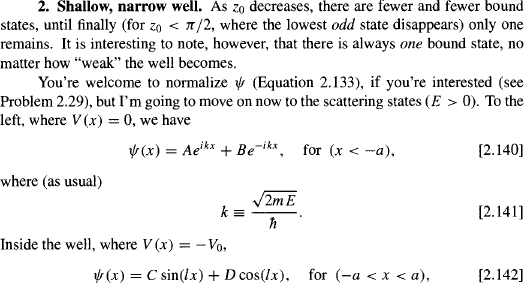 2. Shallow, narrow well. As z₀ decreases, there are fewer and fewer bound
states, until finally (for z₀ < π/2, where the lowest odd state disappears) only one
remains. It is interesting to note, however, that there is always one bound state, no
matter how "weak" the well becomes.
You're welcome to normalize ψ (Equation 2.133), if you're interested (see
Problem 2.29), but I'm going to move on now to the scattering states (E > 0). To the
left, where V(x) = 0, we have
ψ(x) = Ae^{ikx} + Be^{-ikx}, for (x < −a), [2.140]
where (as usual)
k ≡ √(2mE)/ℏ. [2.141]
Inside the well, where V(x) = −V₀,
ψ(x) = C sin(lx) + D cos(lx), for (−a < x < a), [2.142]